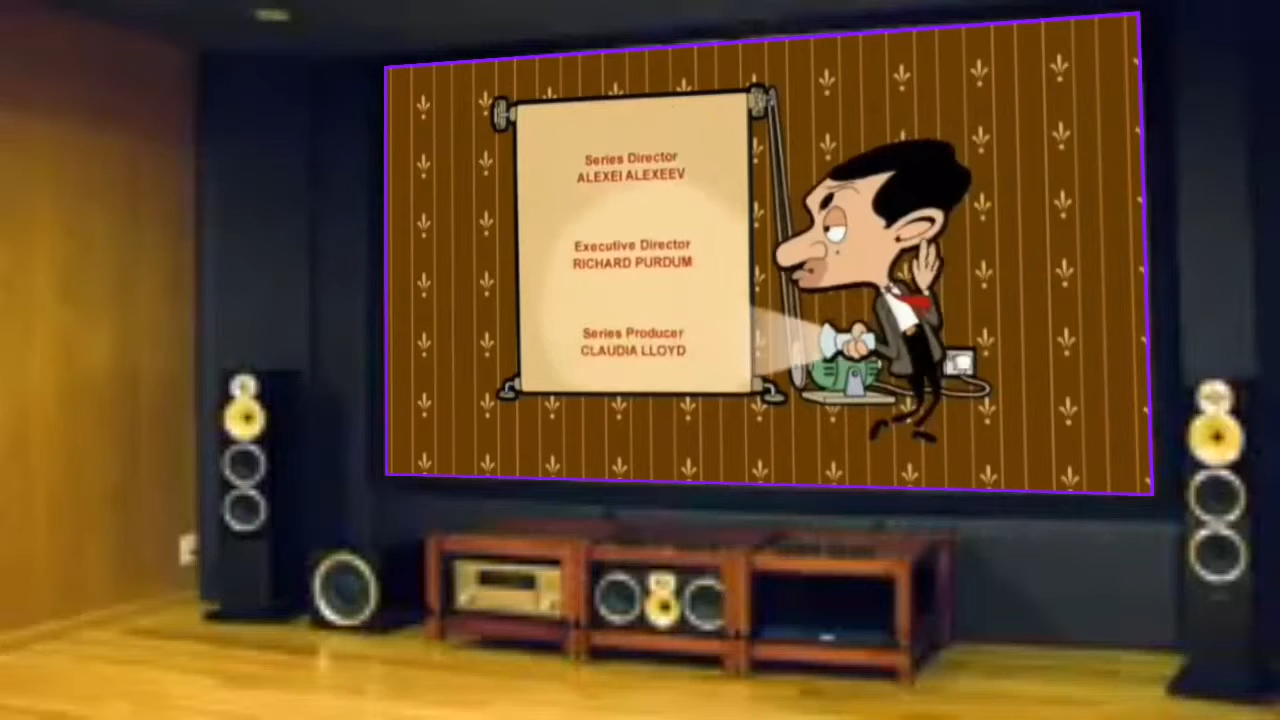 Series Director
ALEXEI ALEXEEV
Executive Director
RICHARD PURDUM
Series Producer
CLAUDIA LLOYD